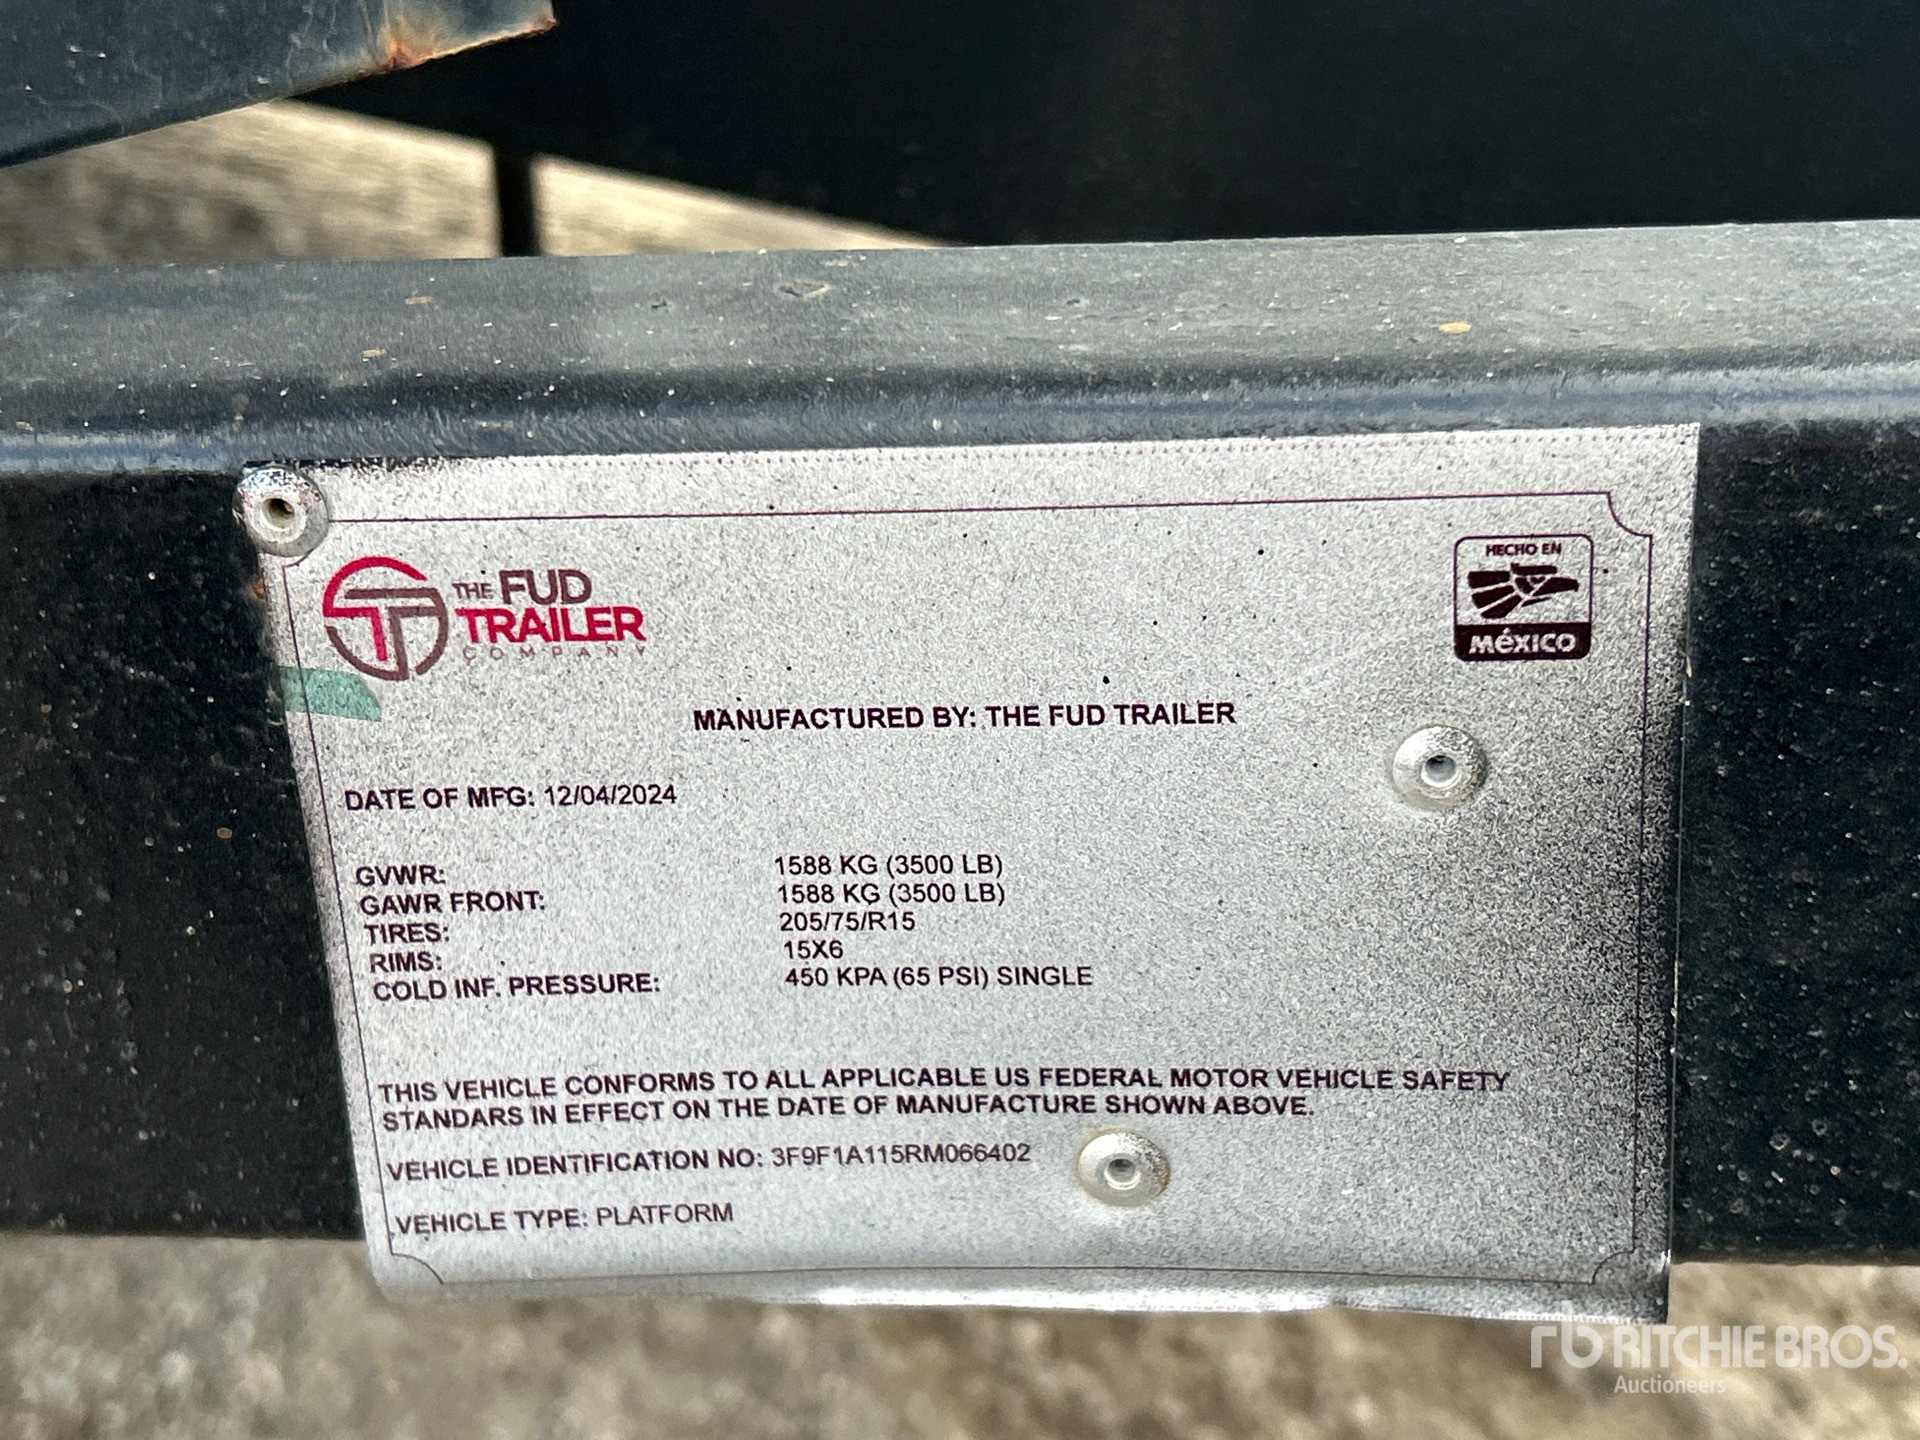 THE FUD
TRAILER
COMPANY
HECHO EN
MÉXICO
MANUFACTURED BY: THE FUD TRAILER
DATE OF MFG: 12/04/2024
GVWR: 1588 KG (3500 LB)
GAWR FRONT: 1588 KG (3500 LB)
TIRES: 205/75/R15
RIMS: 15X6
COLD INF. PRESSURE: 450 KPA (65 PSI) SINGLE
THIS VEHICLE CONFORMS TO ALL APPLICABLE US FEDERAL MOTOR VEHICLE SAFETY
STANDARS IN EFFECT ON THE DATE OF MANUFACTURE SHOWN ABOVE.
VEHICLE IDENTIFICATION NO: 3F9F1A115RM066402
VEHICLE TYPE: PLATFORM
rb RITCHIE BROS.
Auctioneers